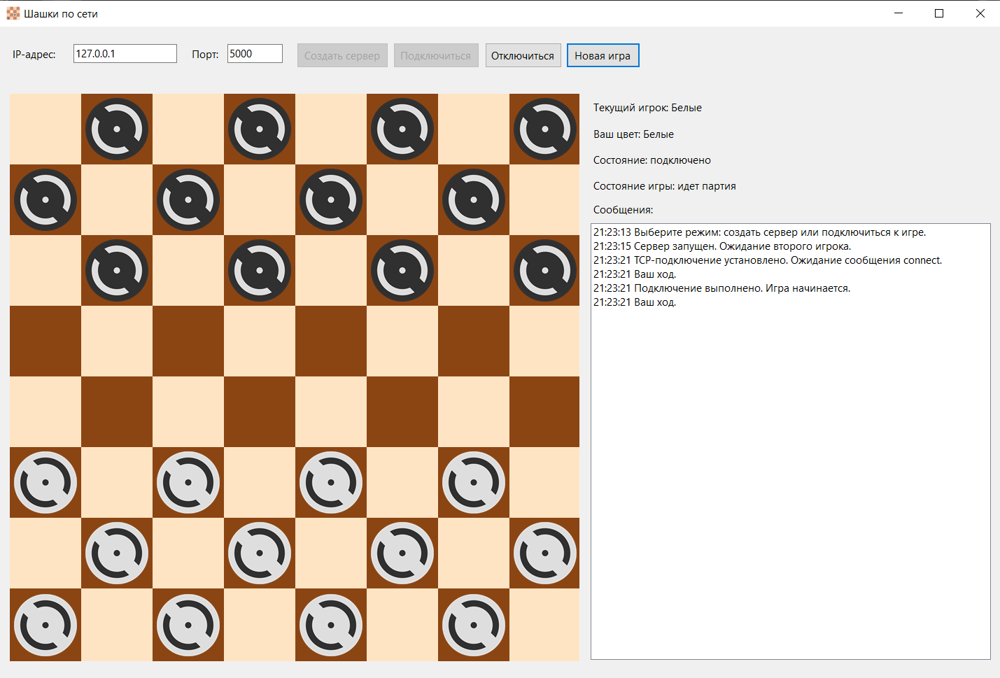 Шашки по сети
IP-адрес: 127.0.0.1 Порт: 5000 Создать сервер Подключиться Отключиться Новая игра
Текущий игрок: Белые
Ваш цвет: Белые
Состояние: подключено
Состояние игры: идет партия
Сообщения:
21:23:13 Выберите режим: создать сервер или подключиться к игре.
21:23:15 Сервер запущен. Ожидание второго игрока.
21:23:21 TCP-подключение установлено. Ожидание сообщения connect.
21:23:21 Ваш ход.
21:23:21 Подключение выполнено. Игра начинается.
21:23:21 Ваш ход.